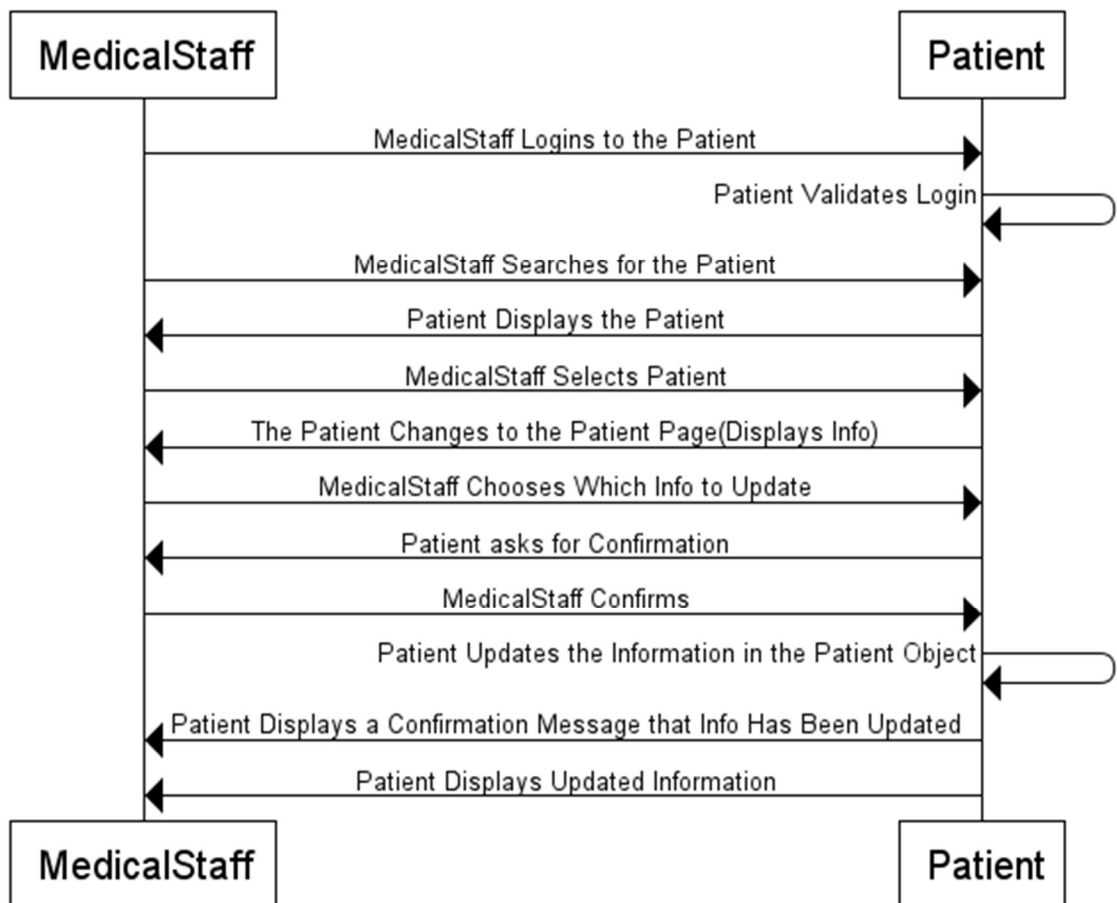 MedicalStaff
Patient
MedicalStaff Logins to the Patient
Patient Validates Login
MedicalStaff Searches for the Patient
Patient Displays the Patient
MedicalStaff Selects Patient
The Patient Changes to the Patient Page(Displays Info)
MedicalStaff Chooses Which Info to Update
Patient asks for Confirmation
MedicalStaff Confirms
Patient Updates the Information in the Patient Object
Patient Displays a Confirmation Message that Info Has Been Updated
Patient Displays Updated Information
MedicalStaff
Patient